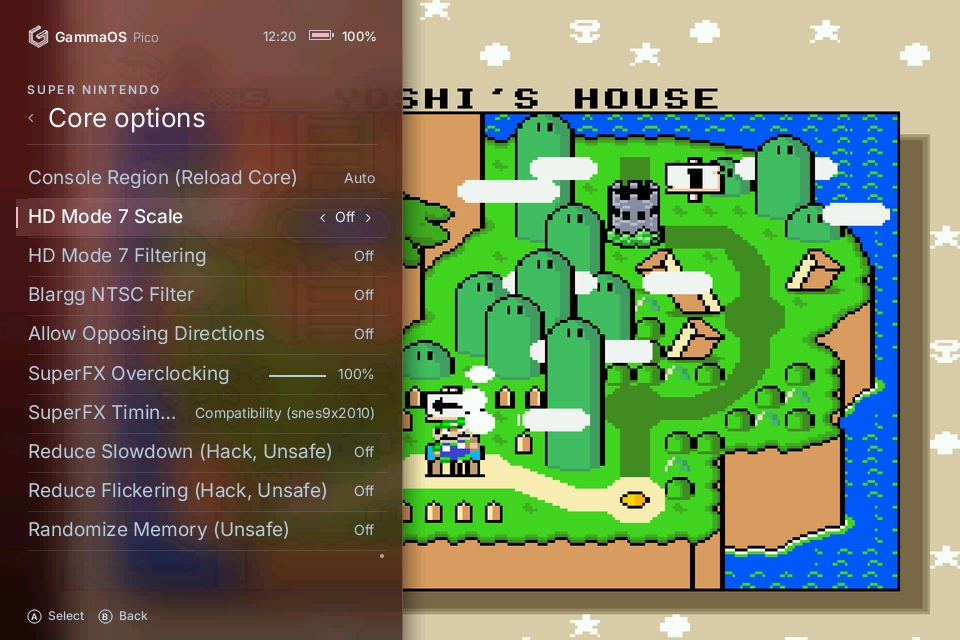 GammaOS Pico 12:20 100%
SUPER NINTENDO
Core options
YOSHI'S HOUSE
Console Region (Reload Core) Auto
HD Mode 7 Scale Off
HD Mode 7 Filtering Off
Blargg NTSC Filter Off
Allow Opposing Directions Off
SuperFX Overclocking 100%
SuperFX Timin... Compatibility (snes9x2010)
Reduce Slowdown (Hack, Unsafe) Off
Reduce Flickering (Hack, Unsafe) Off
Randomize Memory (Unsafe) Off
A Select B Back
1